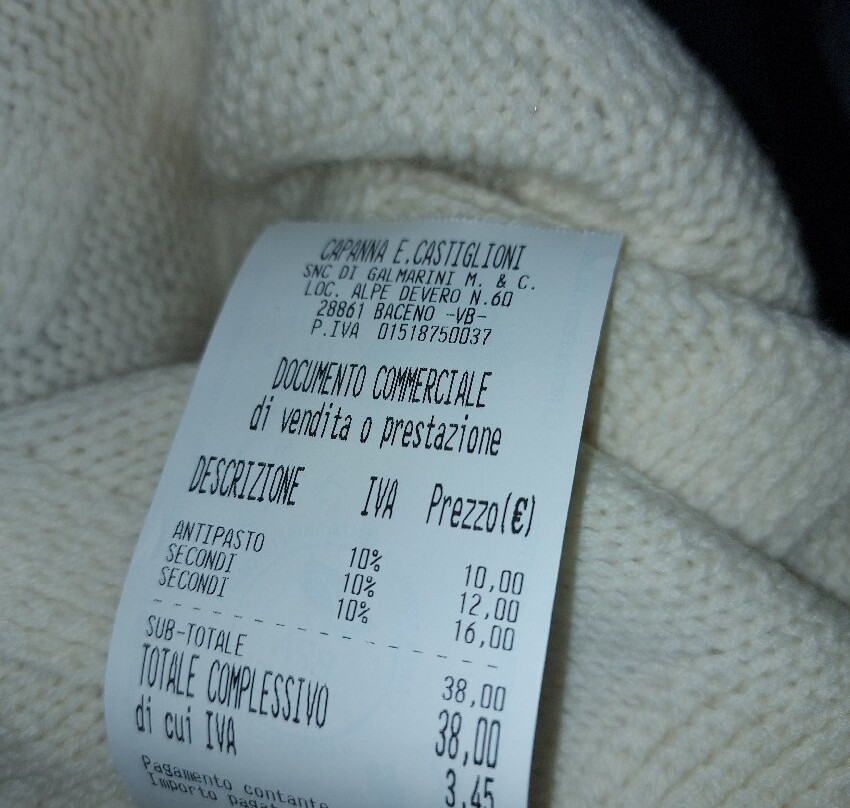 CAPANNA E.CASTIGLIONI
SNC DI GALMARINI M. & C.
LOC. ALPE DEVERO N.60
28861 BACENO -VB-
P.IVA 01518750037
DOCUMENTO COMMERCIALE
di vendita o prestazione
DESCRIZIONE IVA Prezzo(€)
ANTIPASTO 10% 10,00
SECONDI 10% 12,00
SECONDI 10% 16,00
SUB-TOTALE 38,00
TOTALE COMPLESSIVO 38,00
di cui IVA 3,45
Pagamento contante
Importo